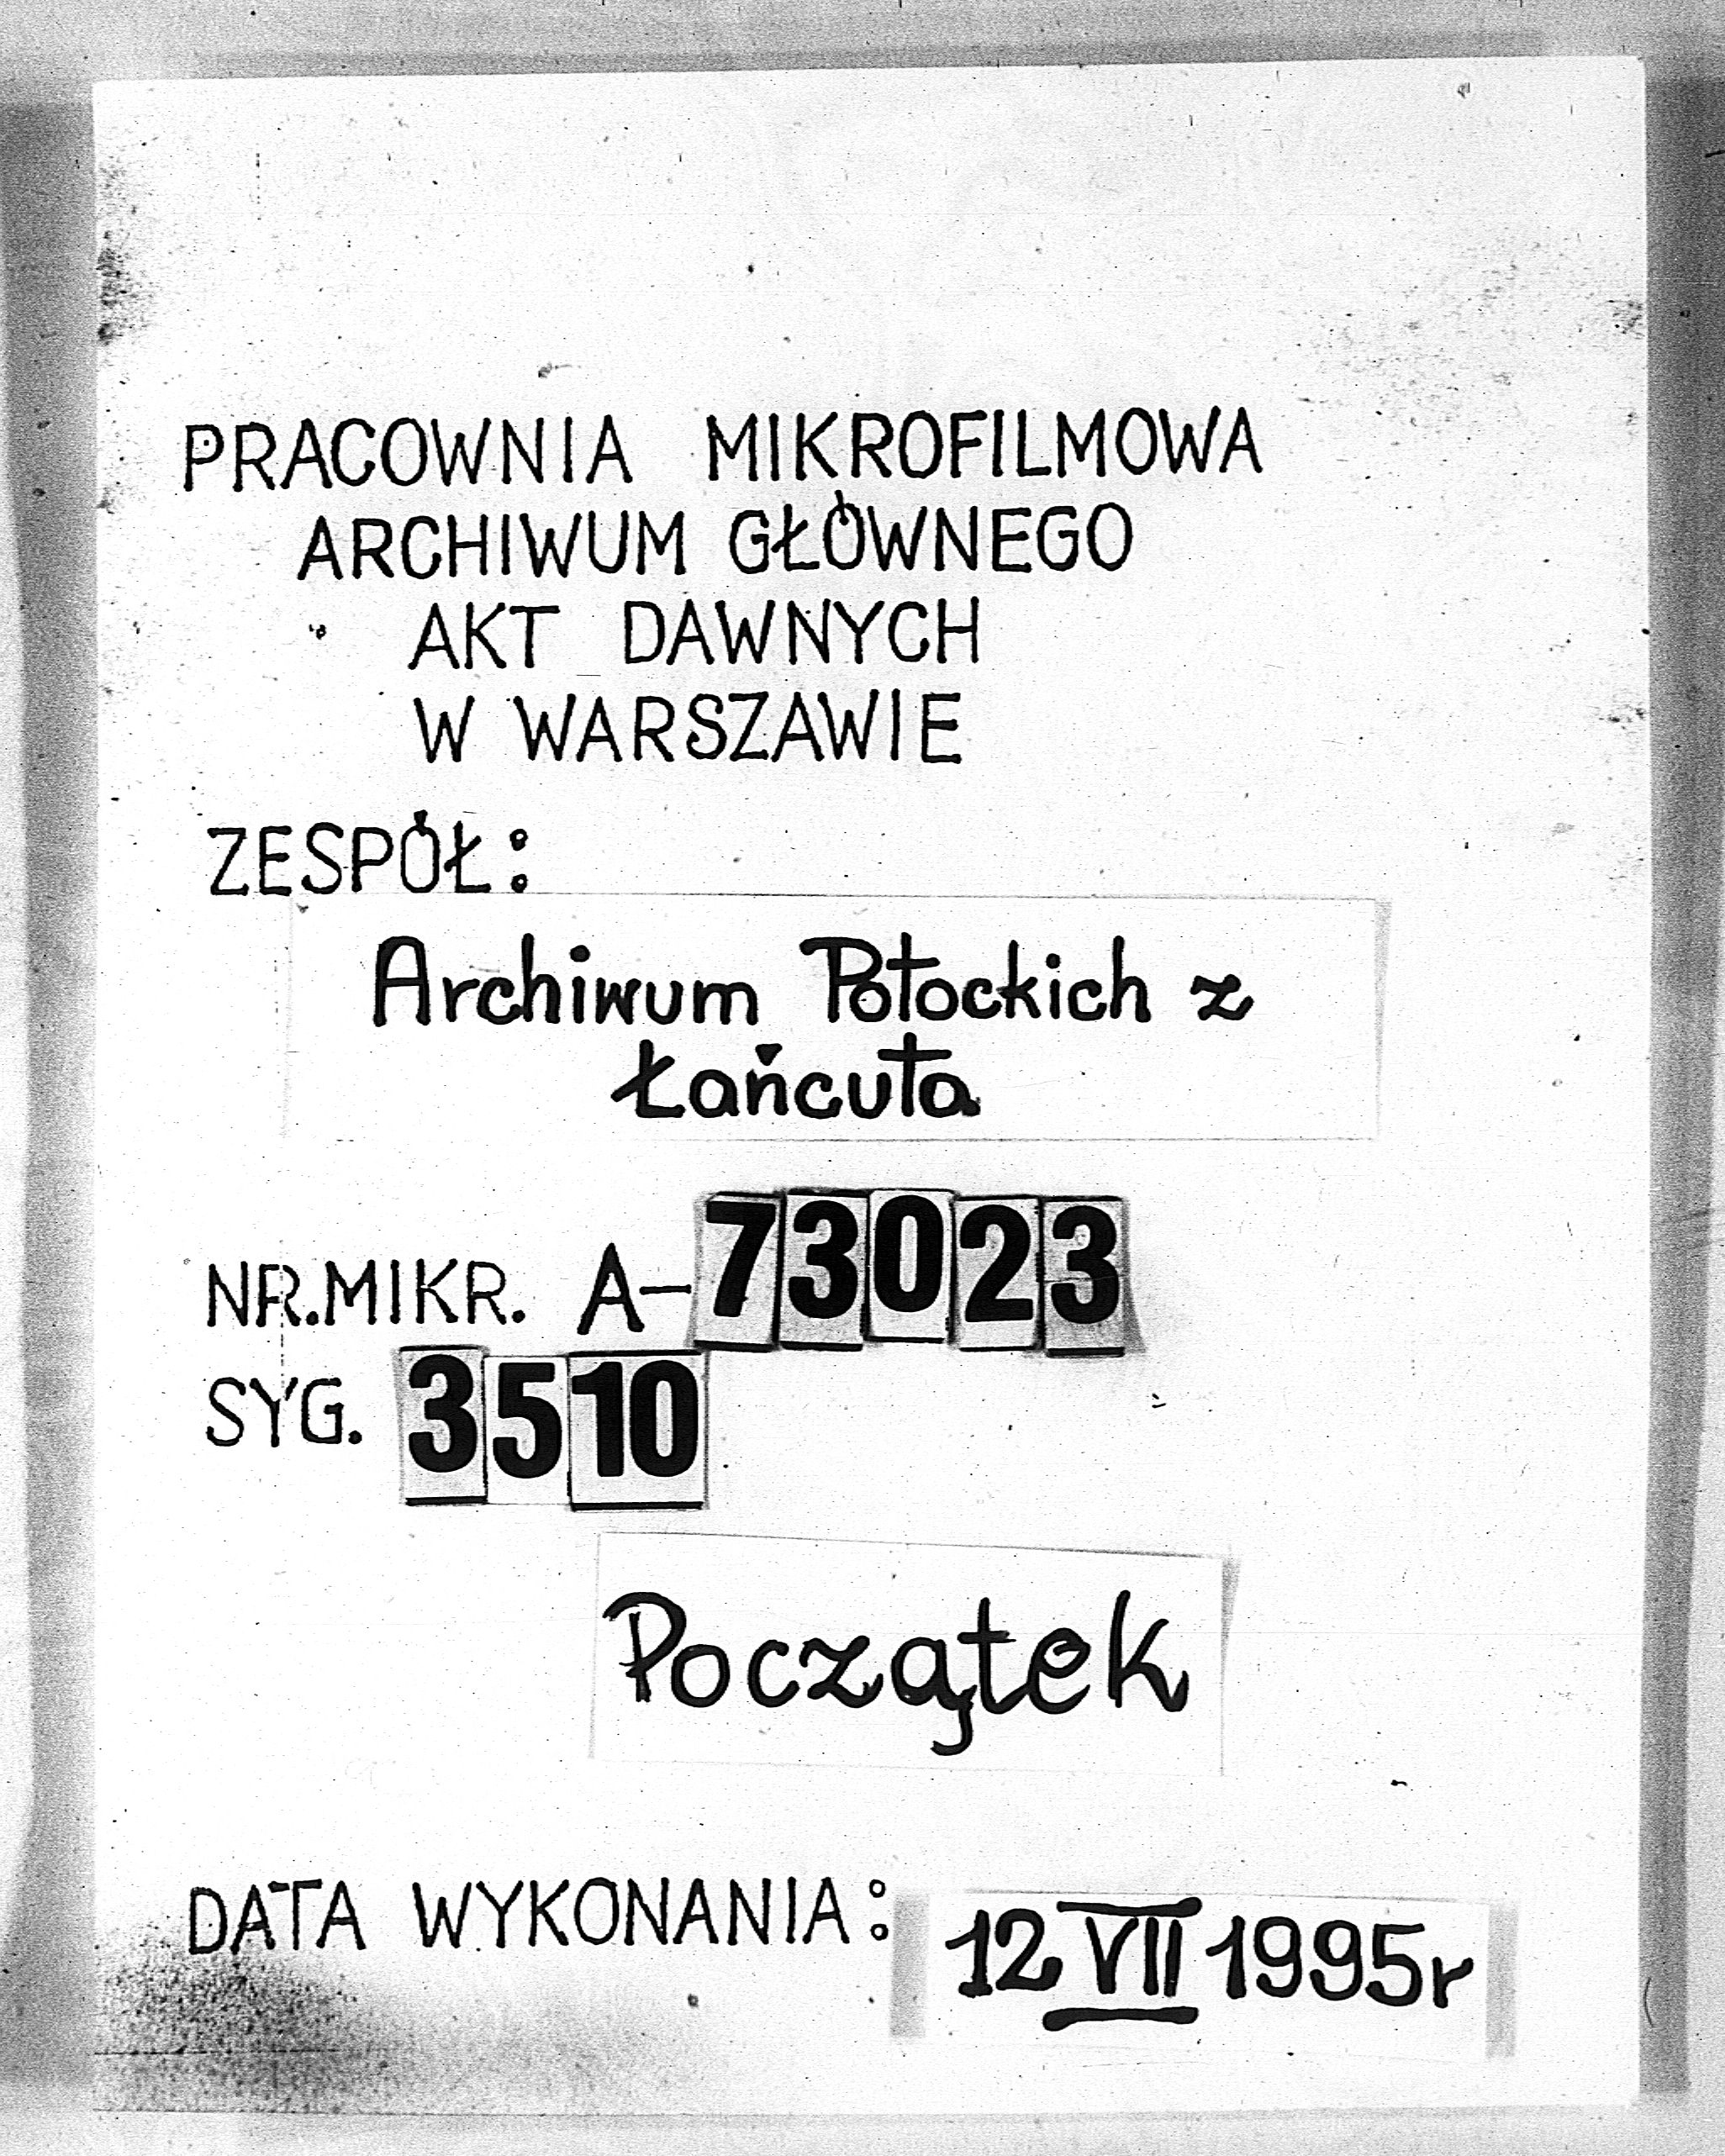 PRACOWNIA MIKROFILMOWA
ARCHIWUM GŁÓWNEGO
AKT DAWNYCH
W WARSZAWIE
ZESPÓŁ:
Archiwum Potockich z
Łańcuta
NR.MIKR. A-73023
SYG. 3510
Początek
DATA WYKONANIA: 12 VII 1995r